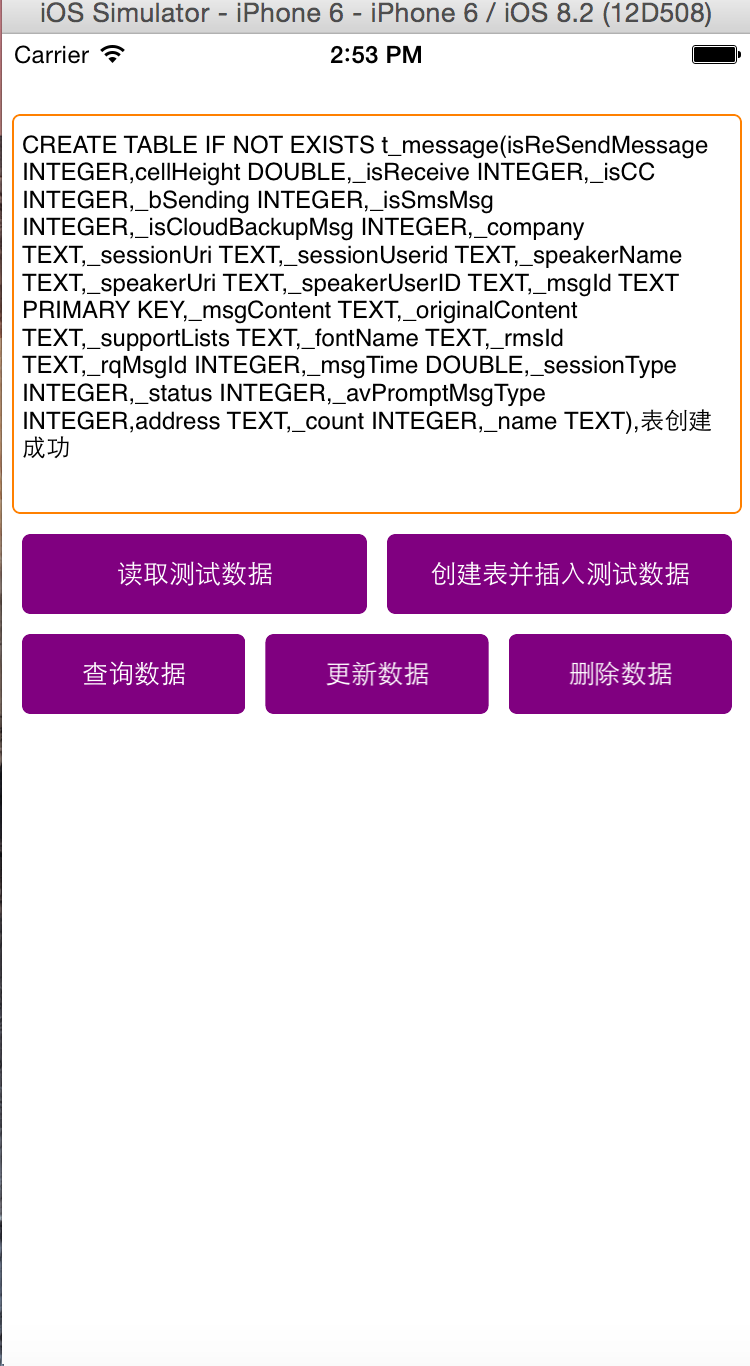 iOS Simulator - iPhone 6 - iPhone 6 / iOS 8.2 (12D508)
Carrier 2:53 PM
CREATE TABLE IF NOT EXISTS t_message(isReSendMessage
INTEGER,cellHeight DOUBLE,_isReceive INTEGER,_isCC
INTEGER,_bSending INTEGER,_isSmsMsg
INTEGER,_isCloudBackupMsg INTEGER,_company
TEXT,_sessionUri TEXT,_sessionUserid TEXT,_speakerName
TEXT,_speakerUri TEXT,_speakerUserID TEXT,_msgId TEXT
PRIMARY KEY,_msgContent TEXT,_originalContent
TEXT,_supportLists TEXT,_fontName TEXT,_rmsId
TEXT,_rqMsgId INTEGER,_msgTime DOUBLE,_sessionType
INTEGER,_status INTEGER,_avPromptMsgType
INTEGER,address TEXT,_count INTEGER,_name TEXT),表创建
成功
读取测试数据 创建表并插入测试数据
查询数据 更新数据 删除数据